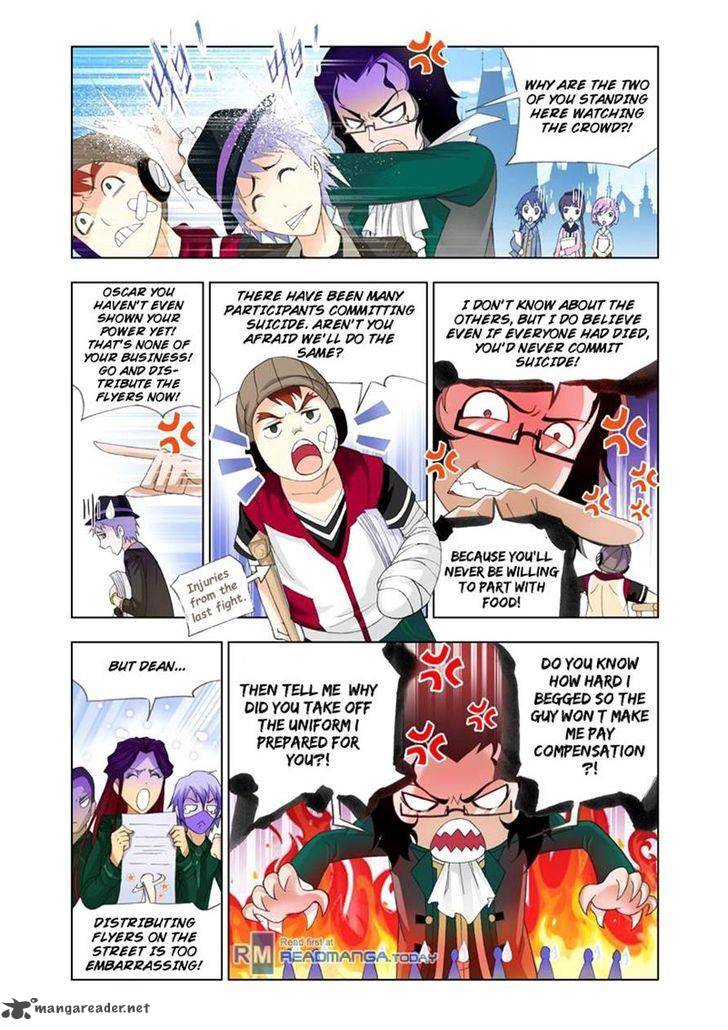 WHY ARE THE TWO
OF YOU STANDING
HERE WATCHING
THE CROWD?!
OSCAR YOU
HAVEN'T EVEN
SHOWN YOUR
POWER YET!
THAT'S NONE OF
YOUR BUSINESS!
GO AND DIS-
TRIBUTE THE
FLYERS NOW!
THERE HAVE BEEN MANY
PARTICIPANTS COMMITTING
SUICIDE. AREN'T YOU
AFRAID WE'LL DO THE
SAME?
Injuries
from the
last fight.
I DON'T KNOW ABOUT THE
OTHERS, BUT I DO BELIEVE
EVEN IF EVERYONE HAD DIED,
YOU'D NEVER COMMIT
SUICIDE!
BECAUSE YOU'LL
NEVER BE WILLING
TO PART WITH
FOOD!
BUT DEAN...
DISTRIBUTING
FLYERS ON THE
STREET IS TOO
EMBARRASSING!
THEN TELL ME WHY
DID YOU TAKE OFF
THE UNIFORM I
PREPARED FOR
YOU?!
DO YOU KNOW
HOW HARD I
BEGGED SO THE
GUY WON T MAKE
ME PAY
COMPENSATION
?!
RM Read first at
READMANGA.TODAY
mangareader.net